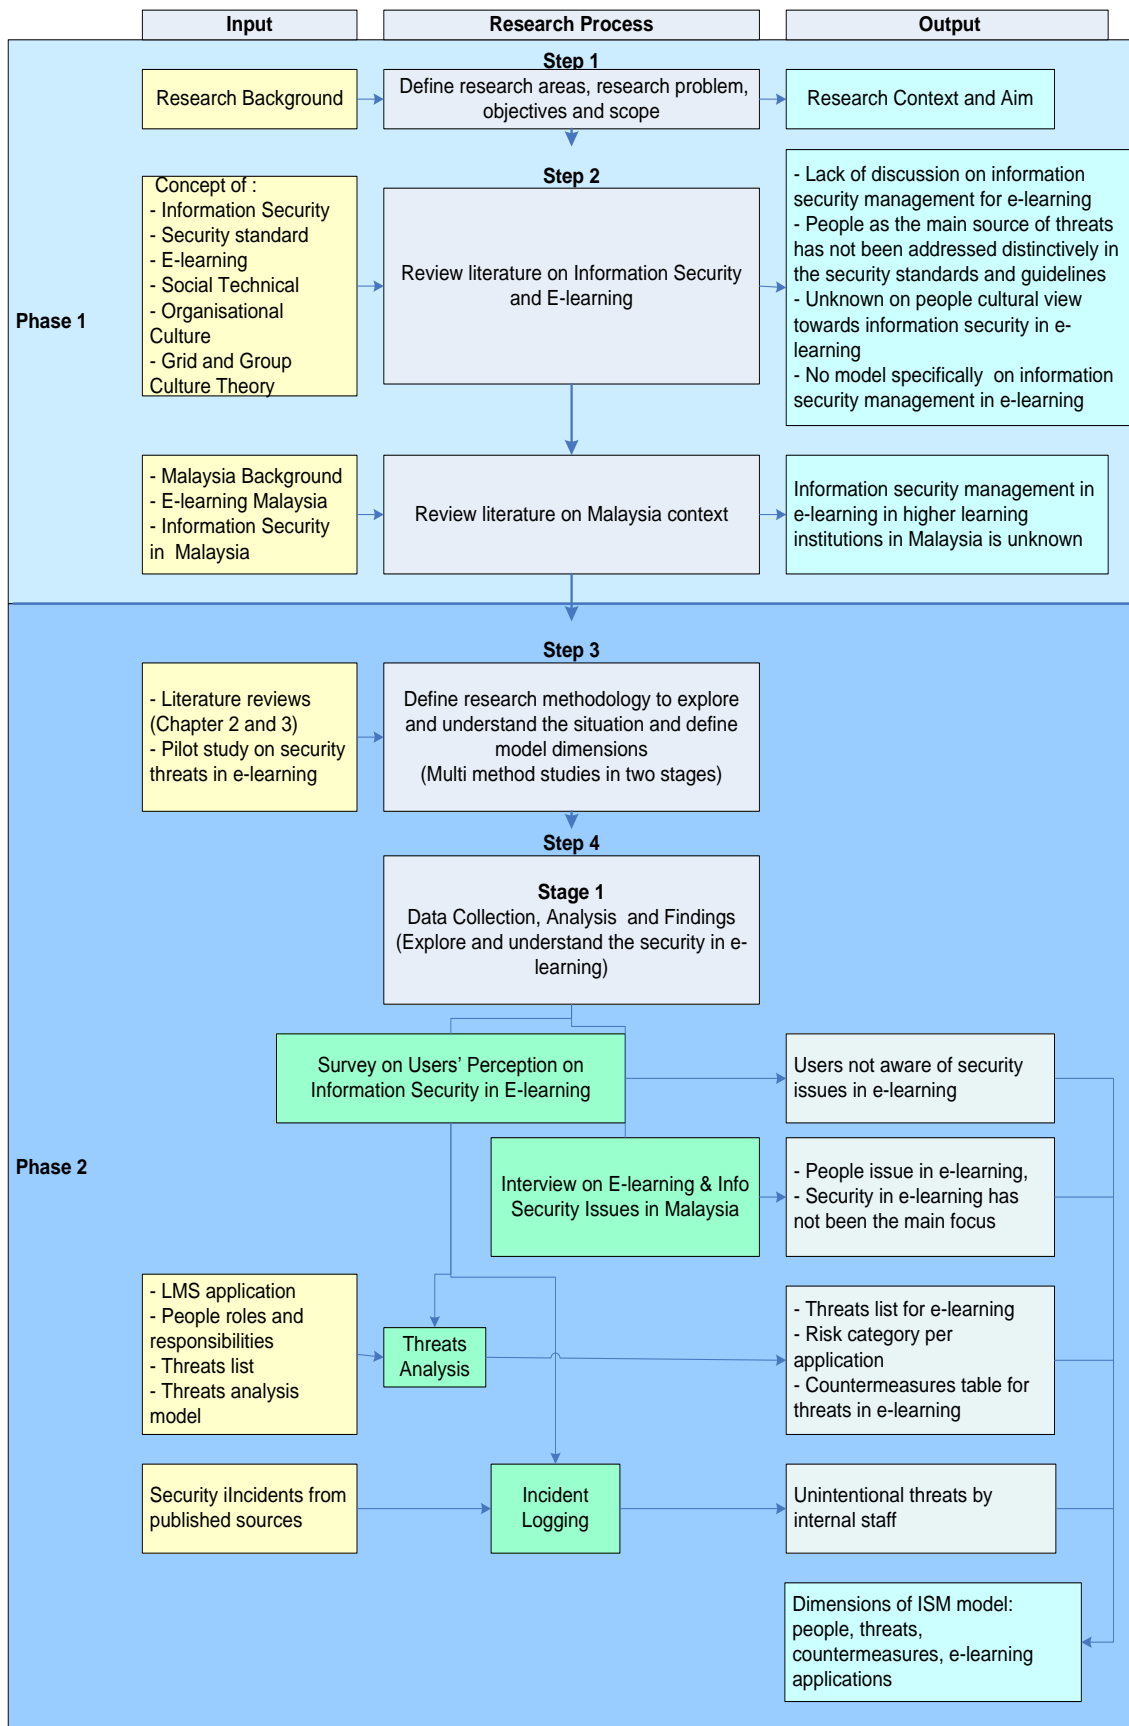 Input
Research Process
Output
Phase 1
Step 1
Research Background
Define research areas, research problem,
objectives and scope
Research Context and Aim
Step 2
Concept of :
- Information Security
- Security standard
- E-learning
- Social Technical
- Organisational
Culture
- Grid and Group
Culture Theory
Review literature on Information Security
and E-learning
- Lack of discussion on information
security management for e-learning
- People as the main source of threats
has not been addressed distinctively in
the security standards and guidelines
- Unknown on people cultural view
towards information security in e-
learning
- No model specifically on information
security management in e-learning
- Malaysia Background
- E-learning Malaysia
- Information Security
in Malaysia
Review literature on Malaysia context
Information security management in
e-learning in higher learning
institutions in Malaysia is unknown
Phase 2
Step 3
- Literature reviews
(Chapter 2 and 3)
- Pilot study on security
threats in e-learning
Define research methodology to explore
and understand the situation and define
model dimensions
(Multi method studies in two stages)
Step 4
Stage 1
Data Collection, Analysis and Findings
(Explore and understand the security in e-
learning)
Survey on Users' Perception on
Information Security in E-learning
Users not aware of security
issues in e-learning
Interview on E-learning & Info
Security Issues in Malaysia
- People issue in e-learning,
- Security in e-learning has
not been the main focus
- LMS application
- People roles and
responsibilities
- Threats list
- Threats analysis
model
Threats
Analysis
- Threats list for e-learning
- Risk category per
application
- Countermeasures table for
threats in e-learning
Security iIncidents from
published sources
Incident
Logging
Unintentional threats by
internal staff
Dimensions of ISM model:
people, threats,
countermeasures, e-learning
applications